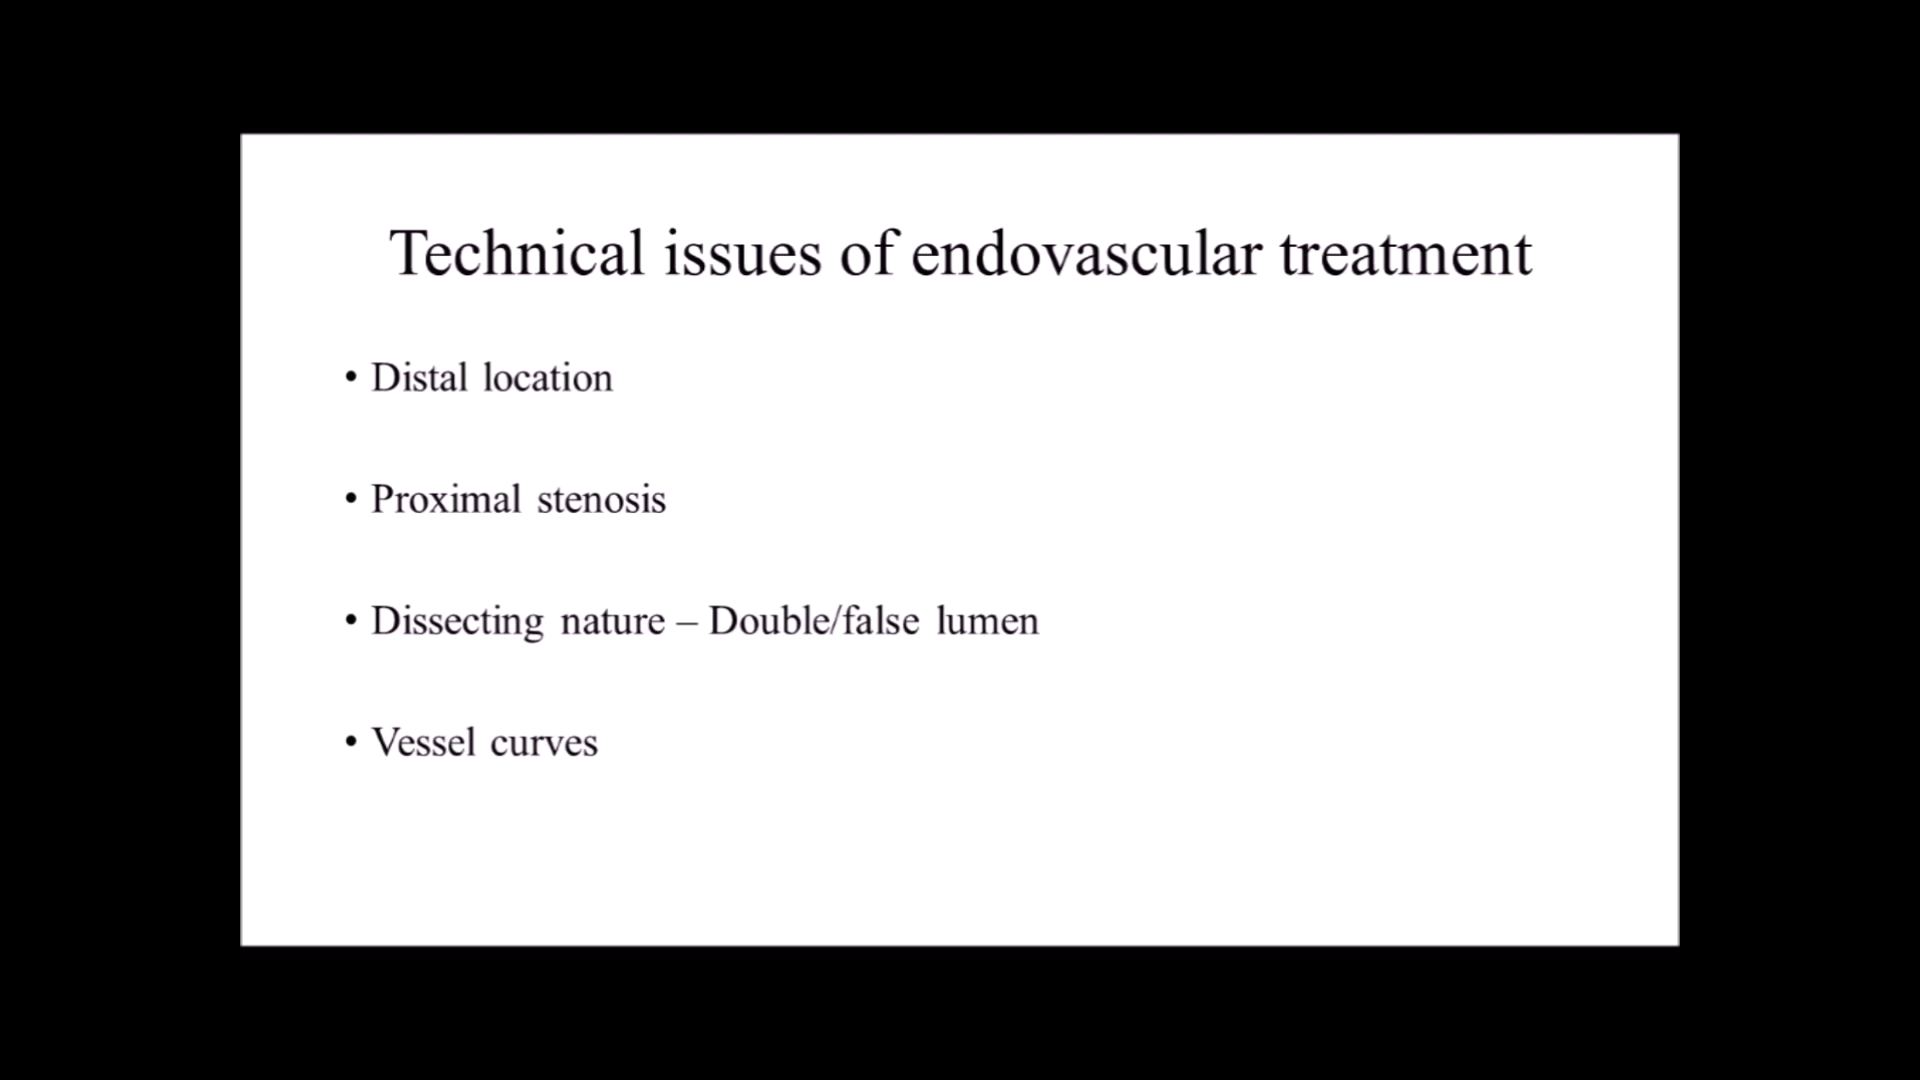 Technical issues of endovascular treatment
• Distal location
• Proximal stenosis
• Dissecting nature – Double/false lumen
• Vessel curves